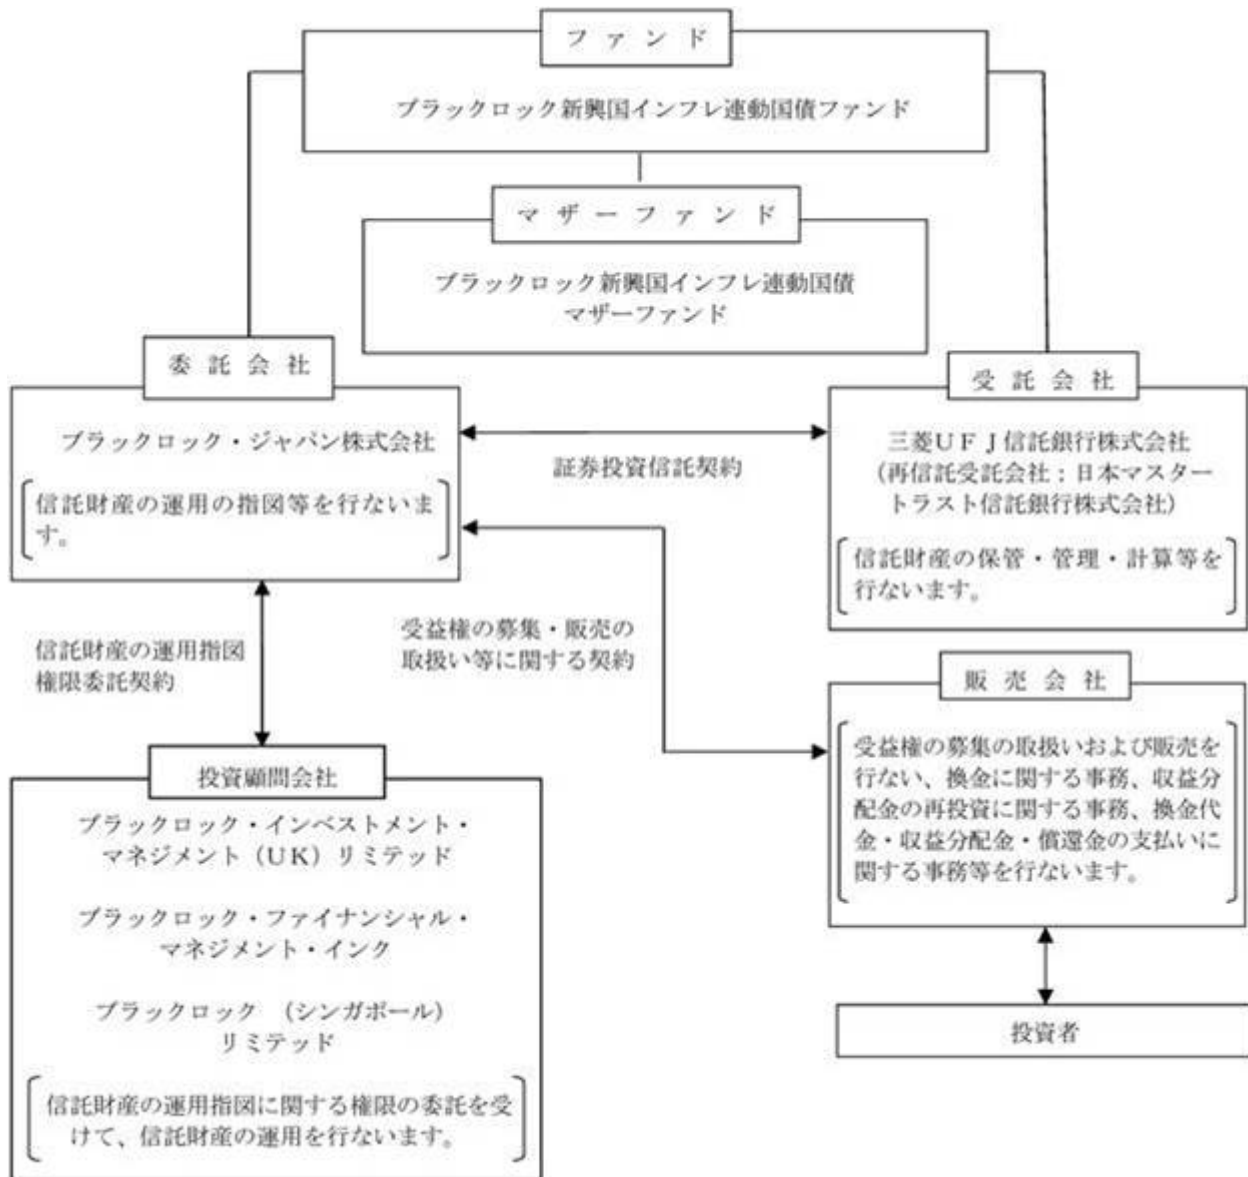 ファンド
ブラックロック新興国インフレ連動国債ファンド
マザーファンド
ブラックロック新興国インフレ連動国債
マザーファンド
委託会社
ブラックロック・ジャパン株式会社
信託財産の運用の指図等を行ないま
す。
証券投資信託契約
受託会社
三菱UFJ信託銀行株式会社
(再信託受託会社:日本マスター
トラスト信託銀行株式会社)
信託財産の保管・管理・計算等を
行ないます。
信託財産の運用指図
権限委託契約
受益権の募集・販売の
取扱い等に関する契約
販売会社
受益権の募集の取扱いおよび販売を
行ない、換金に関する事務、収益分
配金の再投資に関する事務、換金代
金・収益分配金・償還金の支払いに
関する事務等を行ないます。
投資者
投資顧問会社
ブラックロック・インベストメント・
マネジメント(UK)リミテッド
ブラックロック・ファイナンシャル・
マネジメント・インク
ブラックロック (シンガポール)
リミテッド
信託財産の運用指図に関する権限の委託を受
けて、信託財産の運用を行ないます。